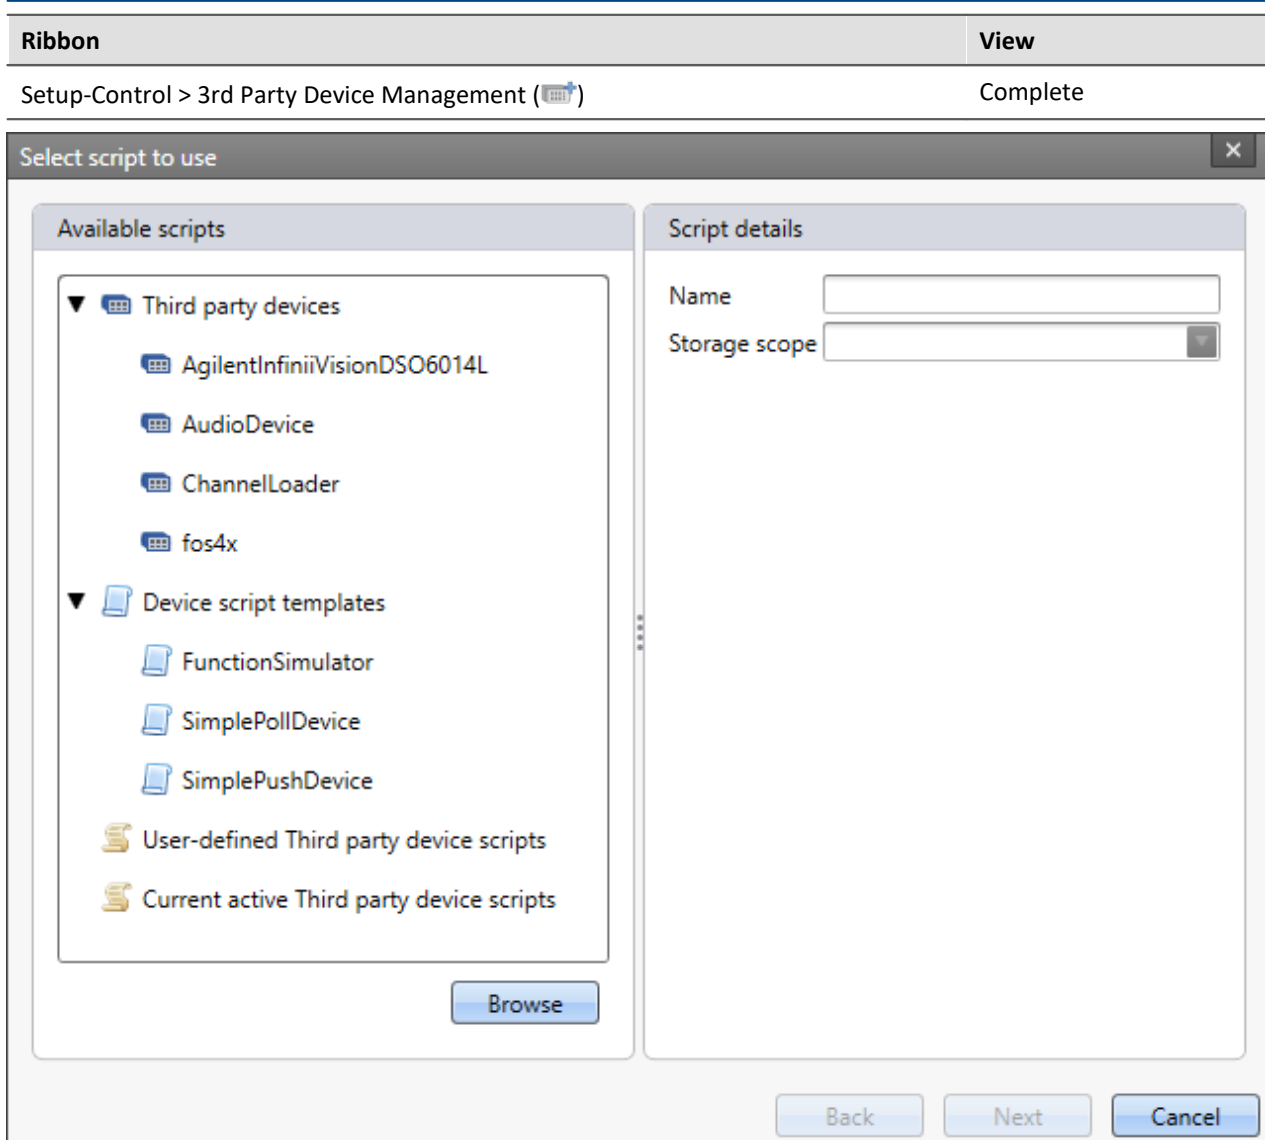 Ribbon View
Setup-Control > 3rd Party Device Management ( )
Complete
Select script to use
Available scripts
Third party devices
AgilentInfiniiVisionDSO6014L
AudioDevice
ChannelLoader
fos4x
Device script templates
FunctionSimulator
SimplePollDevice
SimplePushDevice
User-defined Third party device scripts
Current active Third party device scripts
Browse
Script details
Name
Storage scope
Back Next Cancel